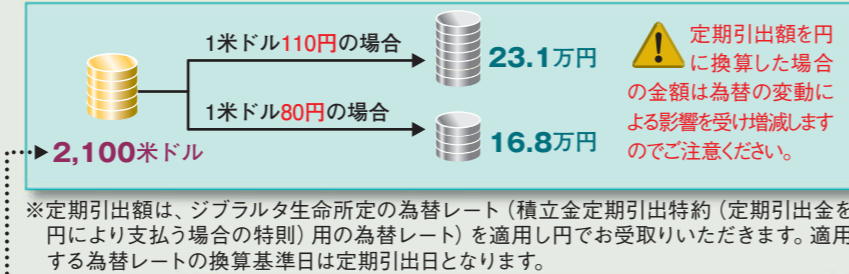 1米ドル110円の場合
23.1万円
1米ドル80円の場合
16.8万円
2,100米ドル
定期引出額を円
に換算した場合
の金額は為替の変動に
よる影響を受け増減します
のでご注意ください。
※定期引出額は、ジブラルタ生命所定の為替レート（積立金定期引出特約（定期引出金を
円により支払う場合の特則）用の為替レート）を適用し円でお受取りいただきます。適用
する為替レートの換算基準日は定期引出日となります。